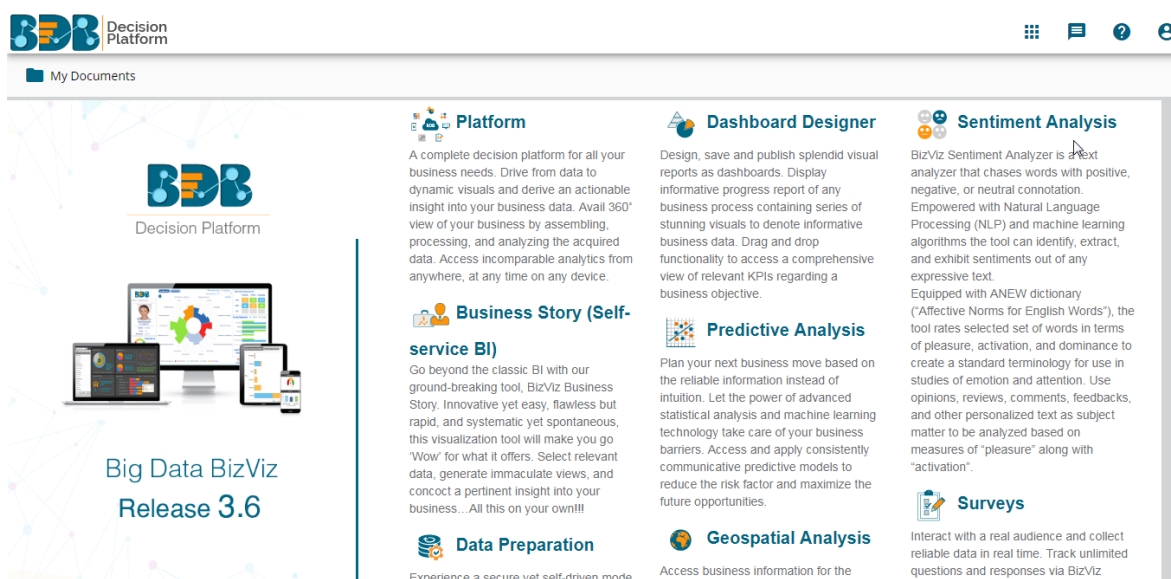 BDB Decision
Platform
My Documents
BDB
Decision Platform
Big Data BizViz
Release 3.6
Platform
A complete decision platform for all your
business needs. Drive from data to
dynamic visuals and derive an actionable
insight into your business data. Avail 360°
view of your business by assembling,
processing, and analyzing the acquired
data. Access incomparable analytics from
anywhere, at any time on any device.
Business Story (Self-
service BI)
Go beyond the classic BI with our
ground-breaking tool, BizViz Business
Story. Innovative yet easy, flawless but
rapid, and systematic yet spontaneous,
this visualization tool will make you go
‘Wow’ for what it offers. Select relevant
data, generate immaculate views, and
concoct a pertinent insight into your
business…All this on your own!!!
Data Preparation
Experience a secure yet self-driven mode
Dashboard Designer
Design, save and publish splendid visual
reports as dashboards. Display
informative progress report of any
business process containing series of
stunning visuals to denote informative
business data. Drag and drop
functionality to access a comprehensive
view of relevant KPIs regarding a
business objective.
Predictive Analysis
Plan your next business move based on
the reliable information instead of
intuition. Let the power of advanced
statistical analysis and machine learning
technology take care of your business
barriers. Access and apply consistently
communicative predictive models to
reduce the risk factor and maximize the
future opportunities.
Geospatial Analysis
Access business information for the
Sentiment Analysis
BizViz Sentiment Analyzer is a text
analyzer that chases words with positive,
negative, or neutral connotation.
Empowered with Natural Language
Processing (NLP) and machine learning
algorithms the tool can identify, extract,
and exhibit sentiments out of any
expressive text.
Equipped with ANEW dictionary
(“Affective Norms for English Words”), the
tool rates selected set of words in terms
of pleasure, activation, and dominance to
create a standard terminology for use in
studies of emotion and attention. Use
opinions, reviews, comments, feedbacks,
and other personalized text as subject
matter to be analyzed based on
measures of “pleasure” along with
“activation”.
Surveys
Interact with a real audience and collect
reliable data in real time. Track unlimited
questions and responses via BizViz